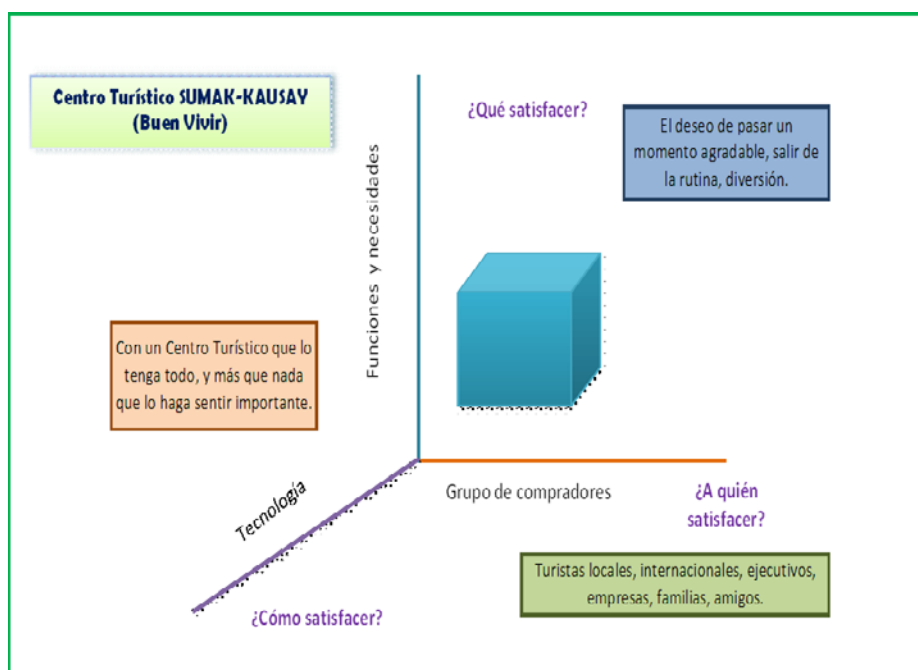 Centro Turístico SUMAK-KAUSAY
(Buen Vivir)
¿Qué satisfacer?
El deseo de pasar un
momento agradable, salir de
la rutina, diversión.
Funciones y necesidades
Con un Centro Turístico que lo
tenga todo, y más que nada
que lo haga sentir importante.
Tecnología
Grupo de compradores
¿A quién
satisfacer?
Turistas locales, internacionales, ejecutivos,
empresas, familias, amigos.
¿Cómo satisfacer?